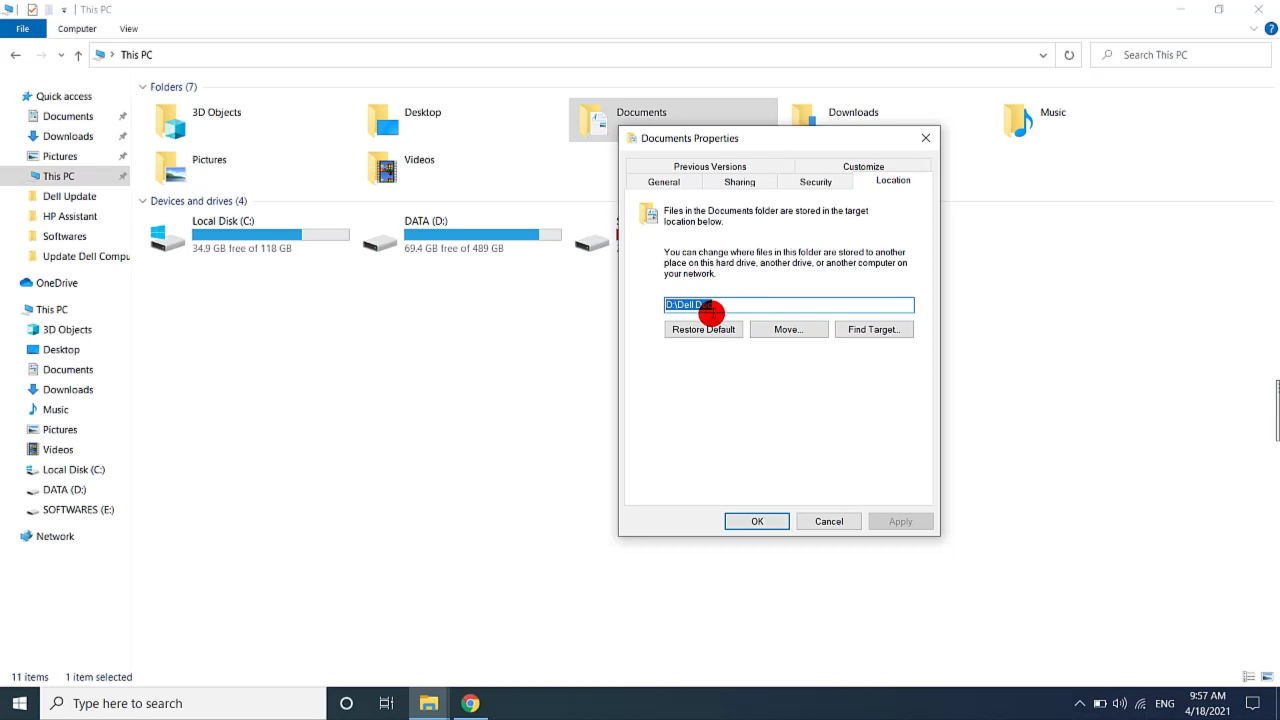 This PC
File Computer View
This PC
Search This PC
Folders (7)
3D Objects
Desktop
Documents
Downloads
Music
Pictures
Videos
Devices and drives (4)
Local Disk (C:)
34.9 GB free of 118 GB
DATA (D:)
69.4 GB free of 489 GB
Quick access
Documents
Downloads
Pictures
This PC
Dell Update
HP Assistant
Softwares
Update Dell Compu
OneDrive
This PC
3D Objects
Desktop
Documents
Downloads
Music
Pictures
Videos
Local Disk (C:)
DATA (D:)
SOFTWARES (E:)
Network
Documents Properties
Previous Versions Customize
General Sharing Security Location
Files in the Documents folder are stored in the target
location below.
You can change where files in this folder are stored to another
place on this hard drive, another drive, or another computer on
your network.
D:\Dell
Restore Default Move... Find Target...
OK Cancel Apply
11 items 1 item selected
Type here to search
ENG
9:57 AM
4/18/2021